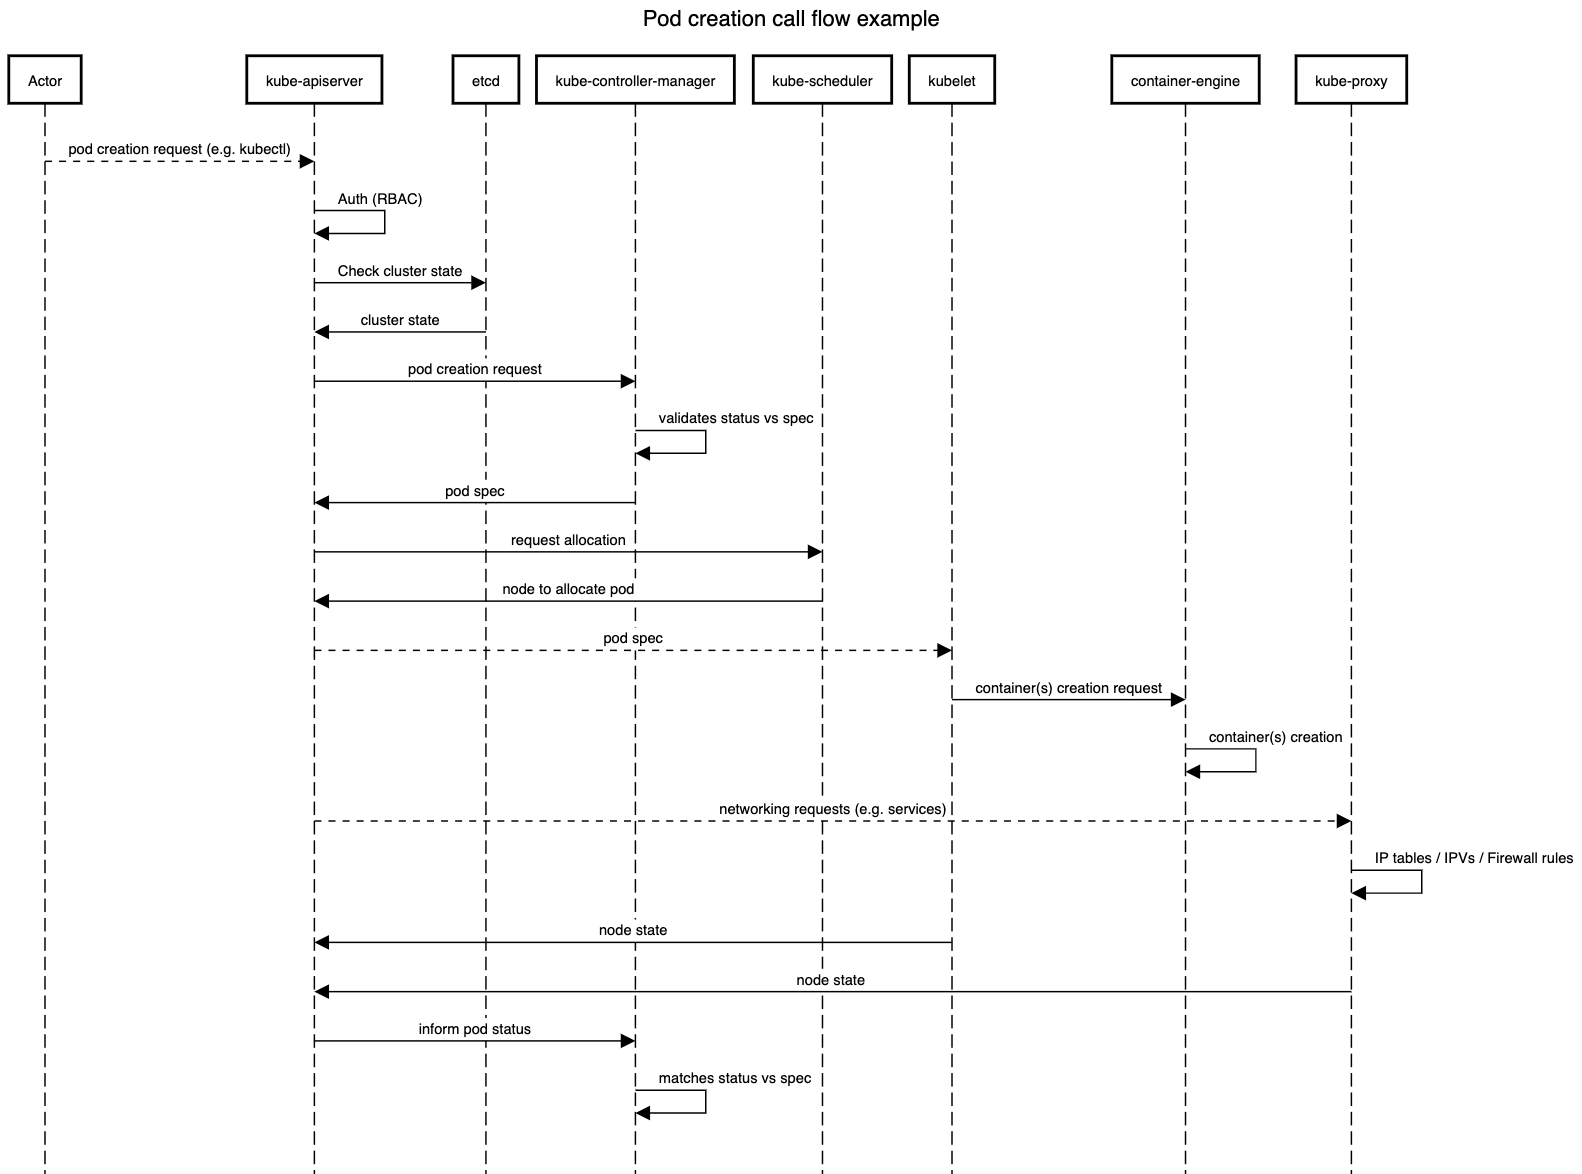 Pod creation call flow example
Actor
kube-apiserver
etcd
kube-controller-manager
kube-scheduler
kubelet
container-engine
kube-proxy
pod creation request (e.g. kubectl)
Auth (RBAC)
Check cluster state
cluster state
pod creation request
validates status vs spec
pod spec
request allocation
node to allocate pod
pod spec
container(s) creation request
container(s) creation
networking requests (e.g. services)
IP tables / IPVs / Firewall rules
node state
node state
inform pod status
matches status vs spec